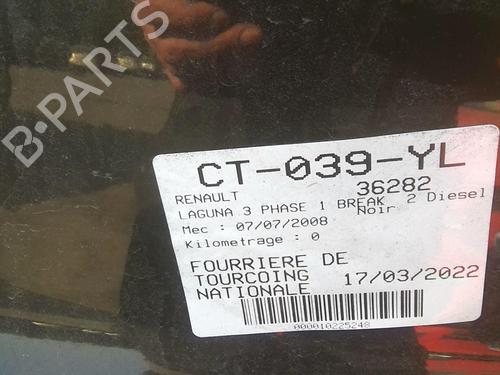 B-PARTS
CT-039-YL
RENAULT 36282
LAGUNA 3 PHASE 1 BREAK 2 Diesel
Noir
Mec : 07/07/2008
Kilometrage : 0
FOURRIERE DE
TOURCOING 17/03/2022
NATIONALE
000010225248